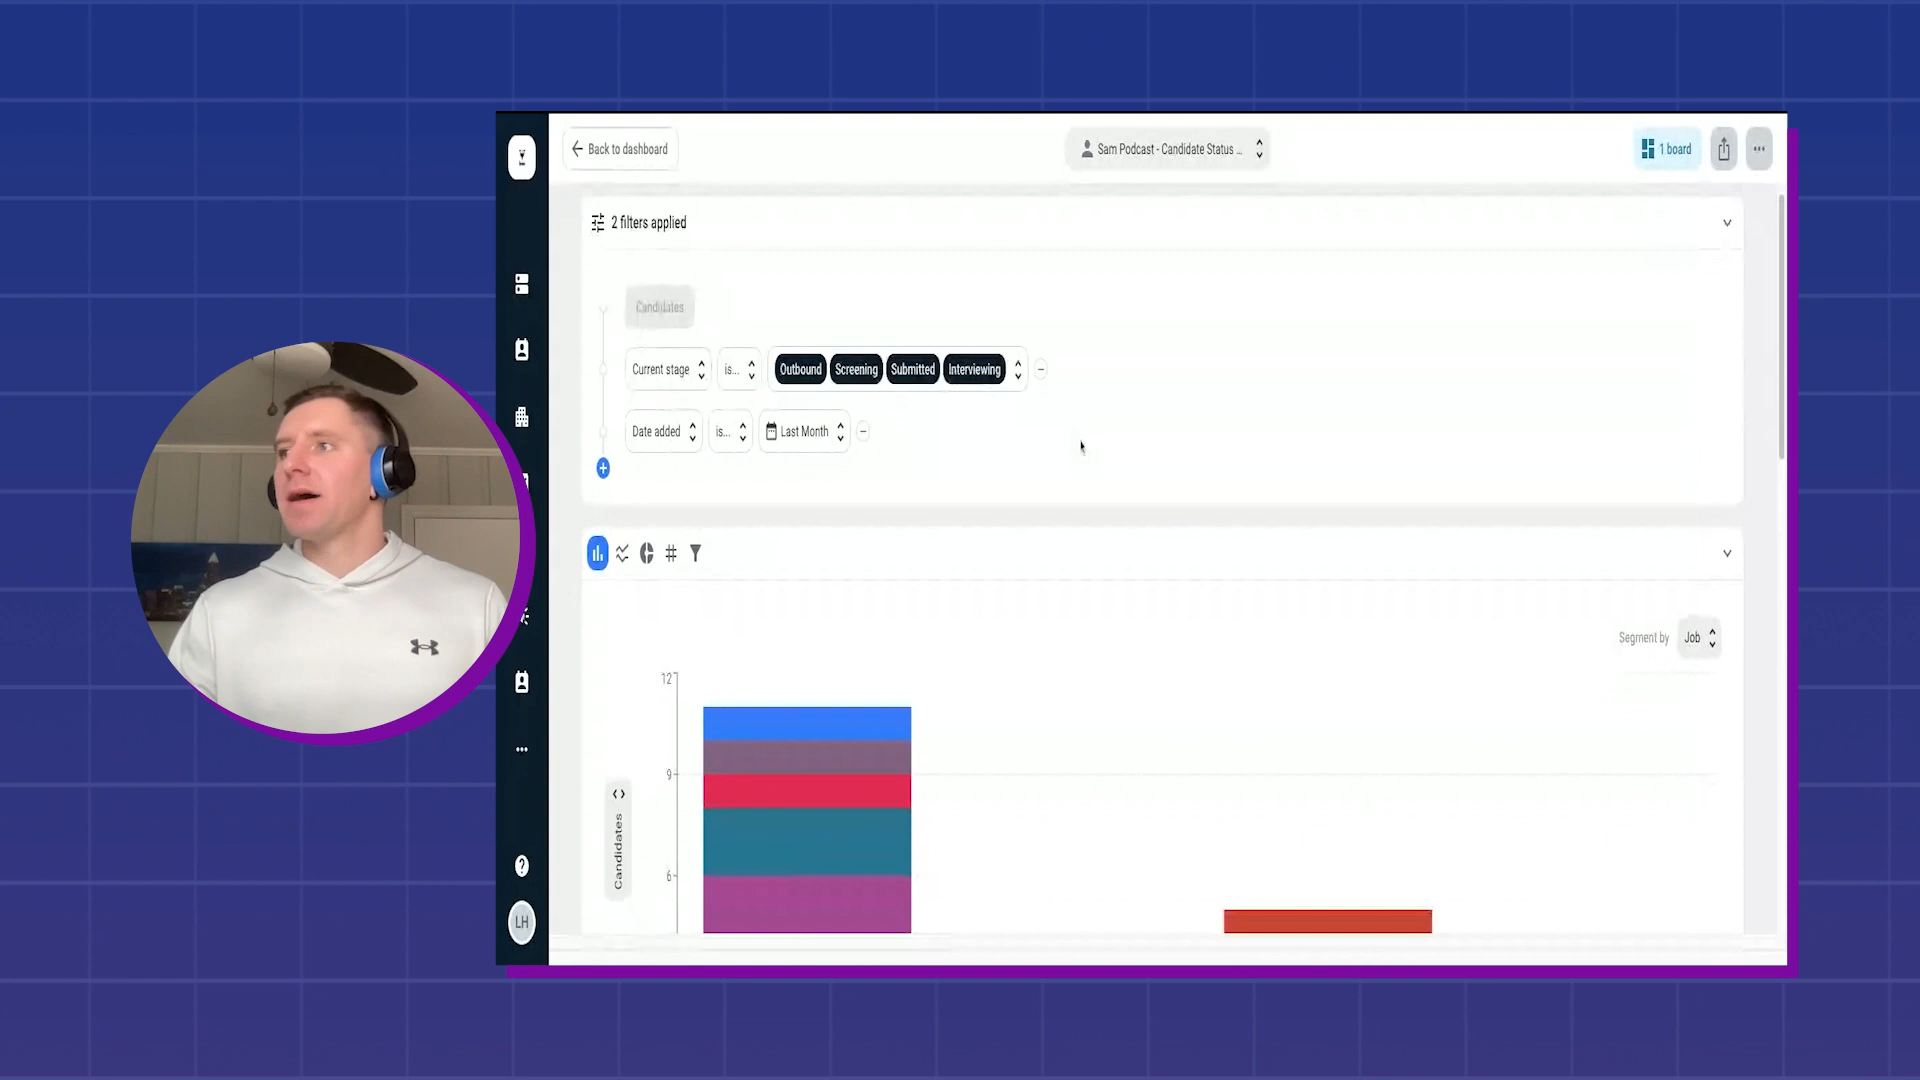 Back to dashboard
Sam Podcast - Candidate Status ...
1 board
2 filters applied
Candidates
Current stage is... Outbound Screening Submitted Interviewing
Date added is... Last Month
Segment by Job
12
9
6
Candidates
LH